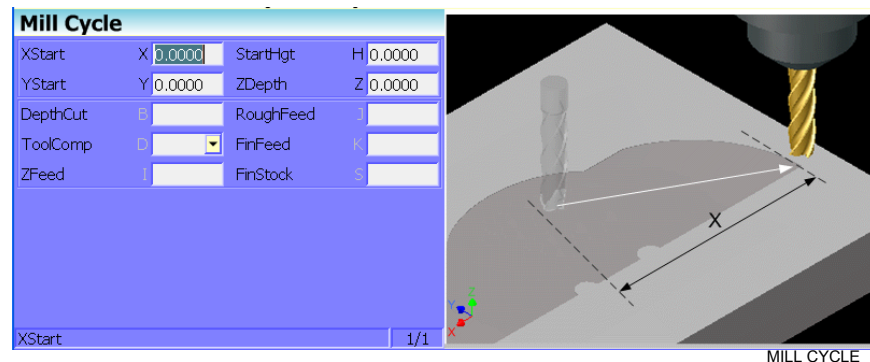 Mill Cycle
XStart X 0.0000 StartHgt H 0.0000
YStart Y 0.0000 ZDepth Z 0.0000
DepthCut B RoughFeed J
ToolComp D FinFeed K
ZFeed I FinStock S
X
Z
Y
X
XStart 1/1
MILL CYCLE